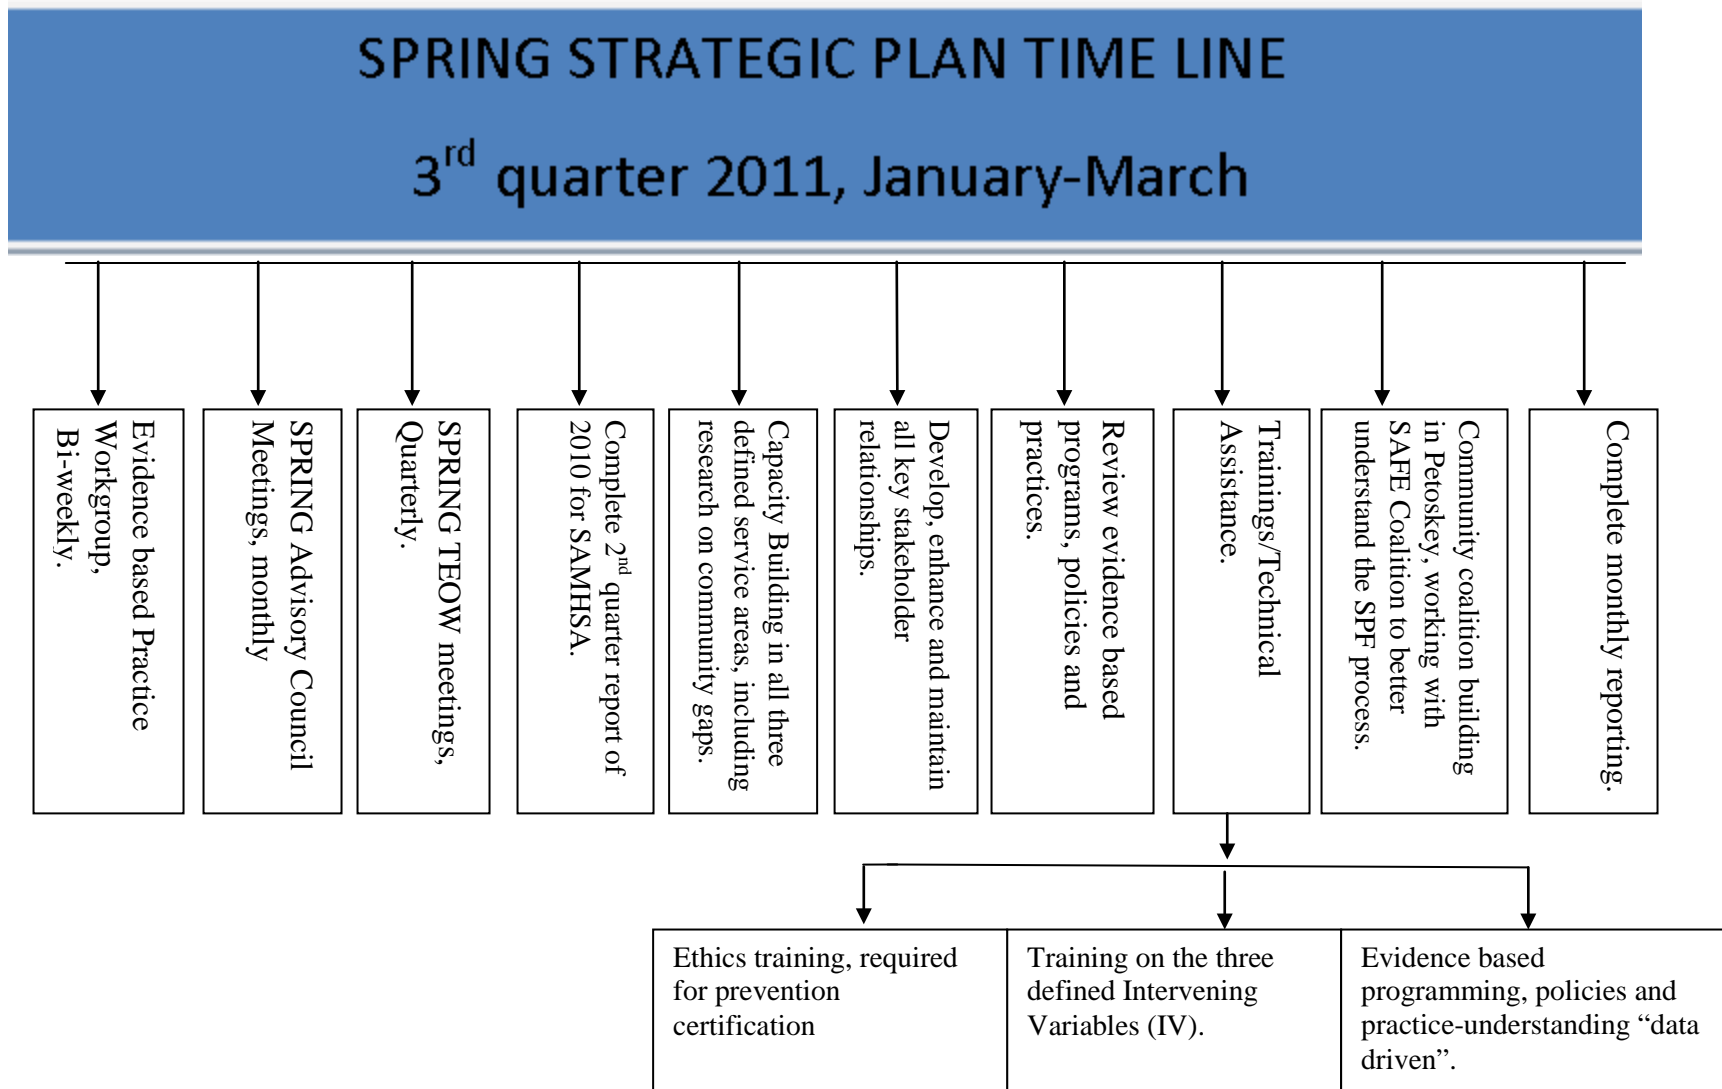 SPRING STRATEGIC PLAN TIME LINE
3rd quarter 2011, January-March
Evidence based Practice
Workgroup,
Bi-weekly.
SPRING Advisory Council
Meetings, monthly
SPRING TEOW meetings,
Quarterly.
Complete 2nd quarter report of
2010 for SAMHSA.
Capacity Building in all three
defined service areas, including
research on community gaps.
Develop, enhance and maintain
all key stakeholder
relationships.
Review evidence based
programs, policies and
practices.
Trainings/Technical
Assistance.
Community coalition building
in Petoskey, working with
SAFE Coalition to better
understand the SPF process.
Complete monthly reporting.
Ethics training, required
for prevention
certification
Training on the three
defined Intervening
Variables (IV).
Evidence based
programming, policies and
practice-understanding “data
driven”.